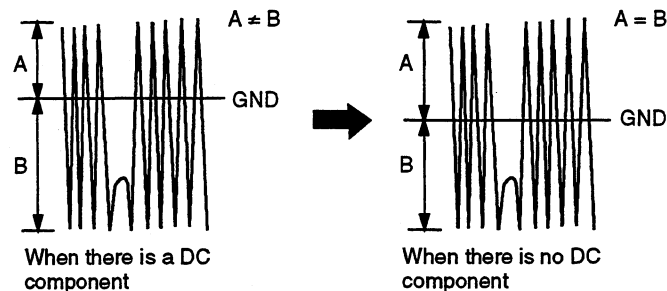 A ≠ B
A
GND
B
When there is a DC
component
A = B
A
GND
B
When there is no DC
component